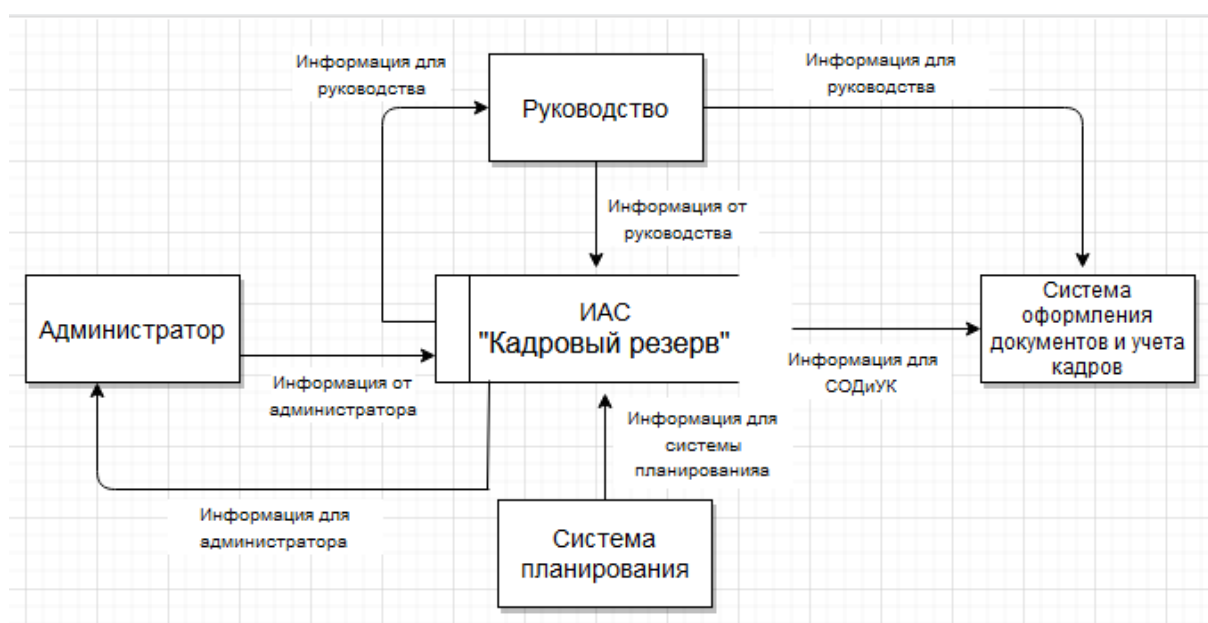 Информация для
руководства
Руководство
Информация для
руководства
Информация от
руководства
Администратор
ИАС
"Кадровый резерв"
Система
оформления
документов и учета
кадров
Информация от
администратора
Информация для
СОДиУК
Информация для
системы
планированияа
Информация для
администратора
Система
планирования